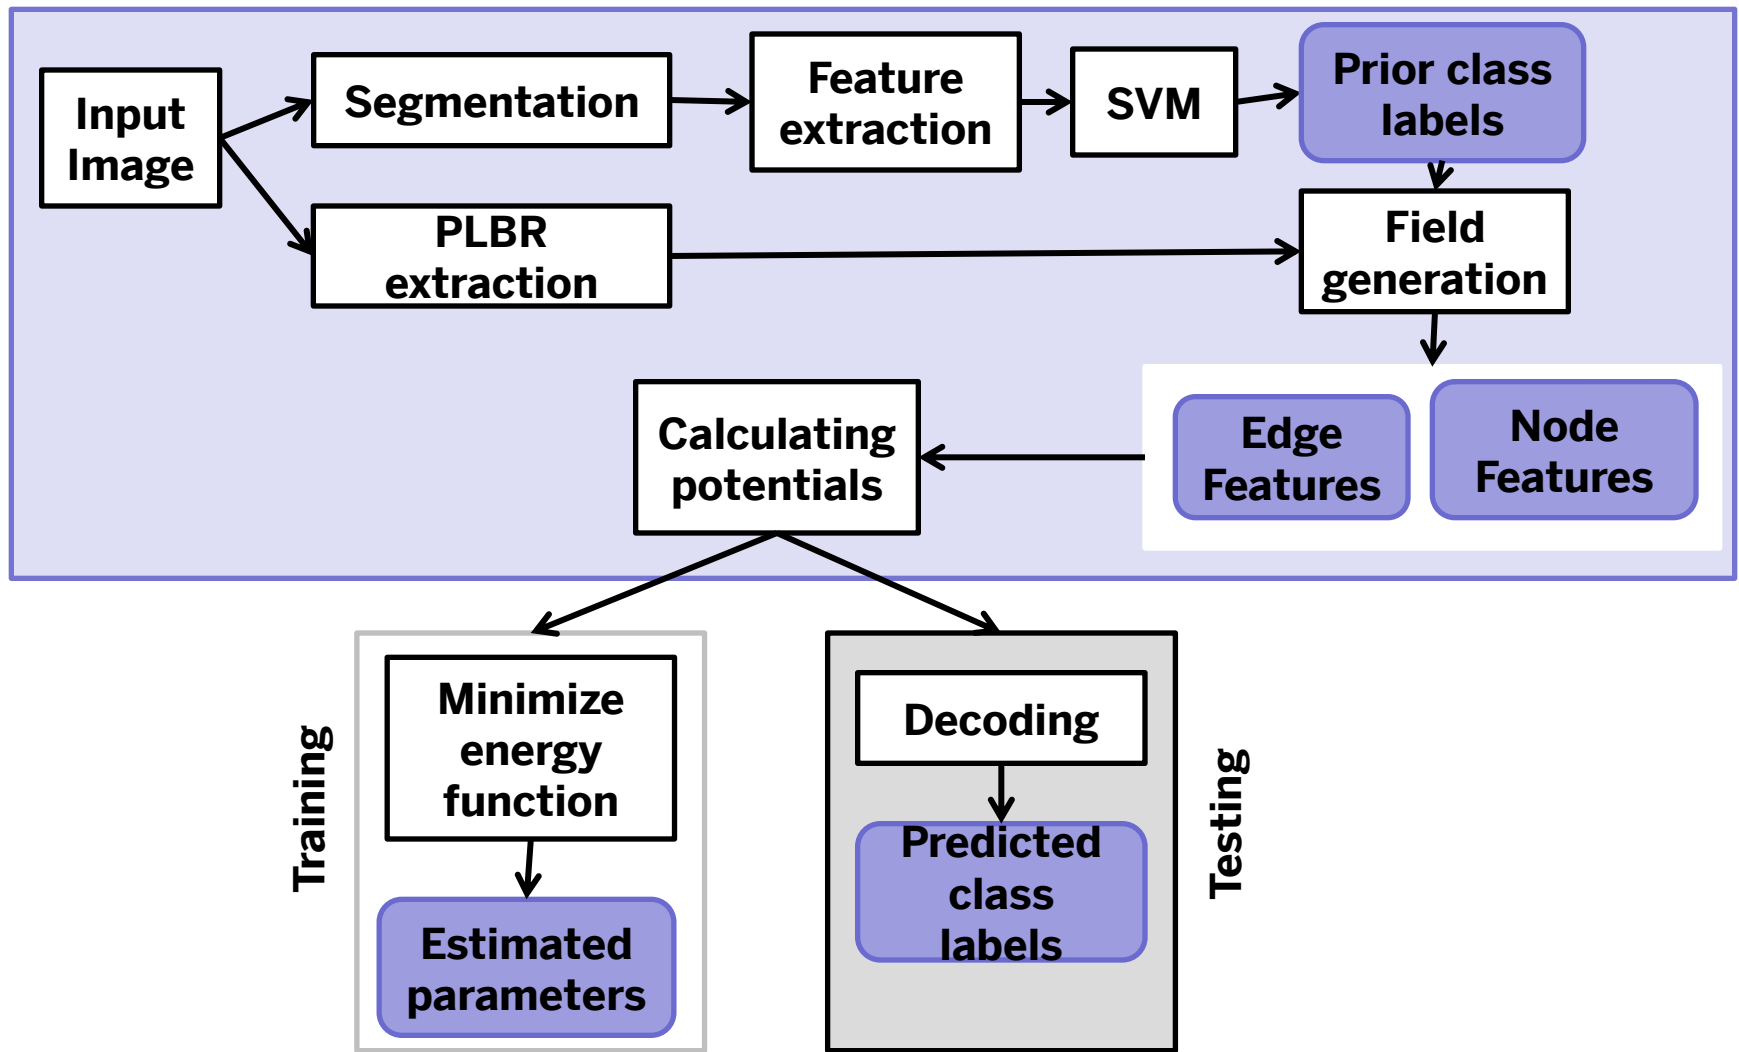 Input
Image
Segmentation
Feature
extraction
SVM
Prior class
labels
PLBR
extraction
Field
generation
Calculating
potentials
Edge
Features
Node
Features
Training
Minimize
energy
function
Estimated
parameters
Decoding
Predicted
class
labels
Testing